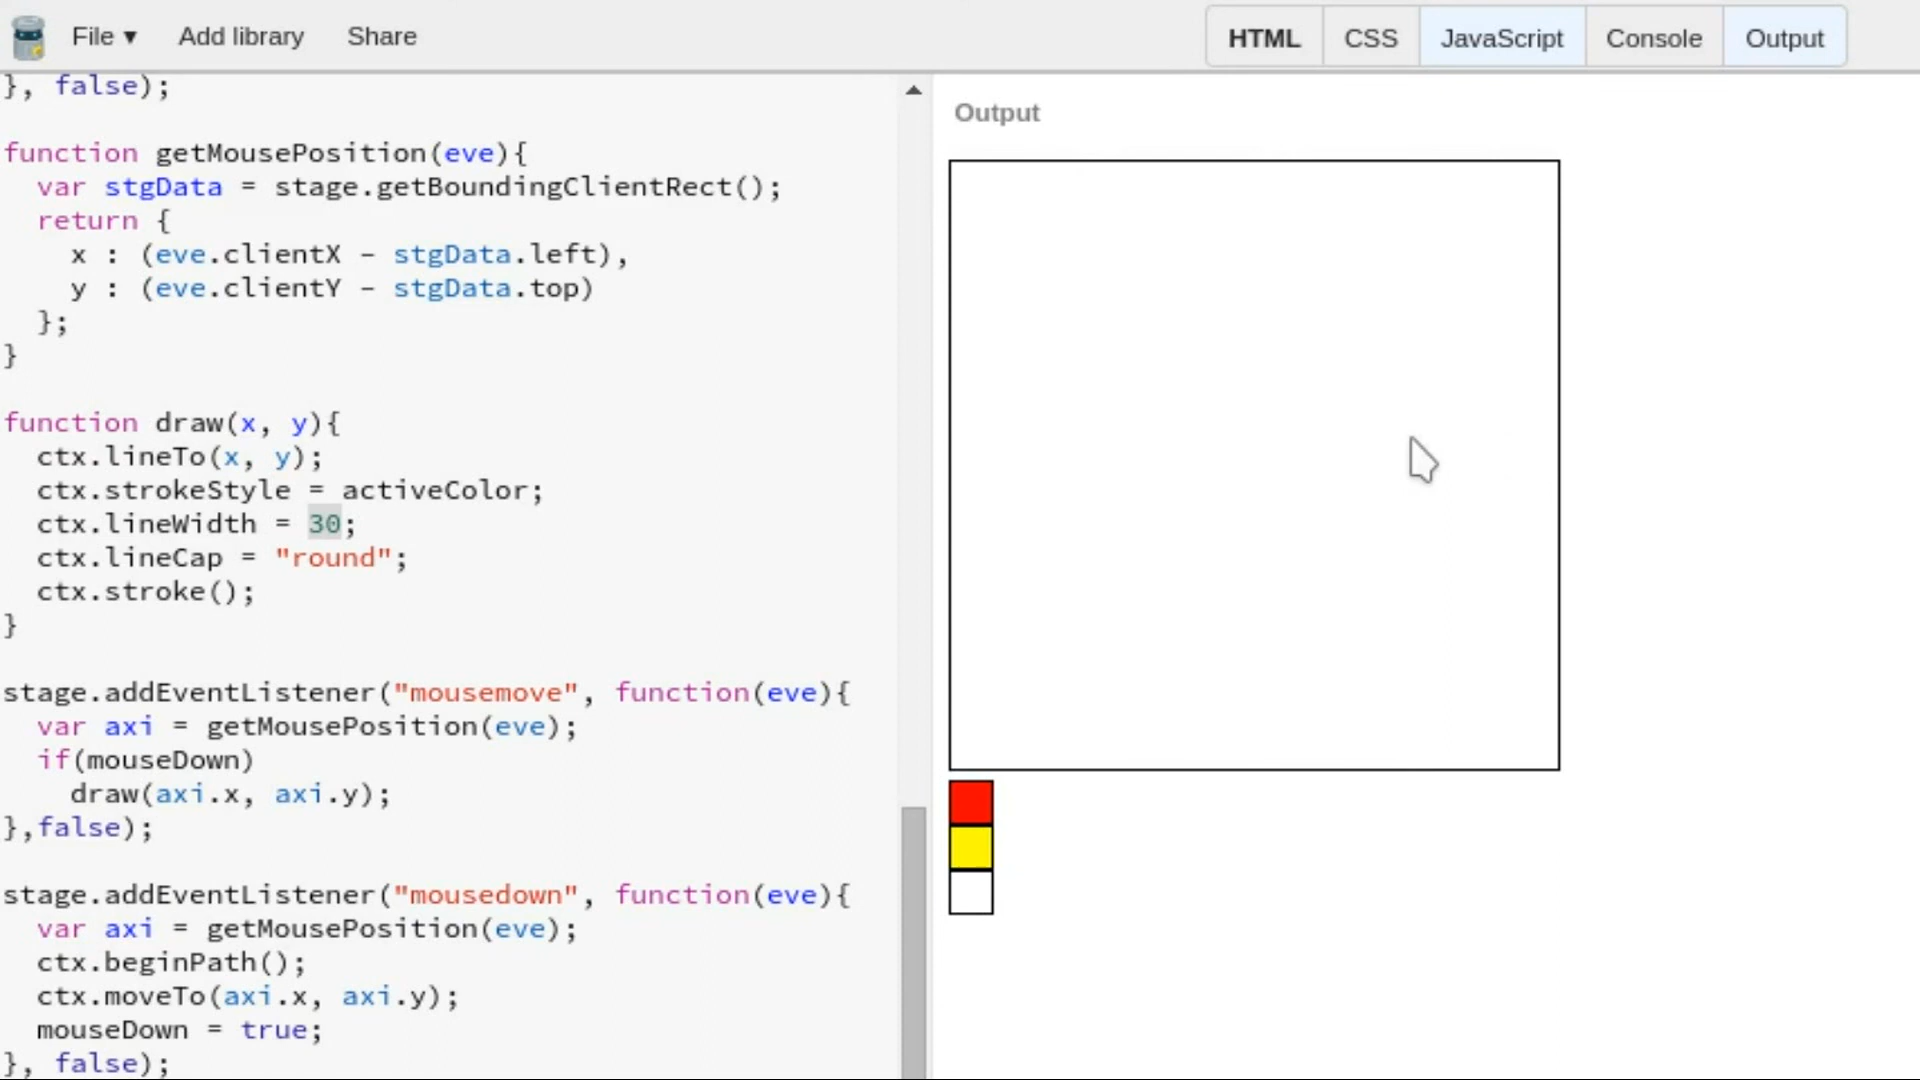 File ▾ Add library Share HTML CSS JavaScript Console Output
}, false);
function getMousePosition(eve){
  var stgData = stage.getBoundingClientRect();
  return {
    x : (eve.clientX - stgData.left),
    y : (eve.clientY - stgData.top)
  };
}
function draw(x, y){
  ctx.lineTo(x, y);
  ctx.strokeStyle = activeColor;
  ctx.lineWidth = 30;
  ctx.lineCap = "round";
  ctx.stroke();
}
stage.addEventListener("mousemove", function(eve){
  var axi = getMousePosition(eve);
  if(mouseDown)
    draw(axi.x, axi.y);
},false);
stage.addEventListener("mousedown", function(eve){
  var axi = getMousePosition(eve);
  ctx.beginPath();
  ctx.moveTo(axi.x, axi.y);
  mouseDown = true;
}, false);
Output